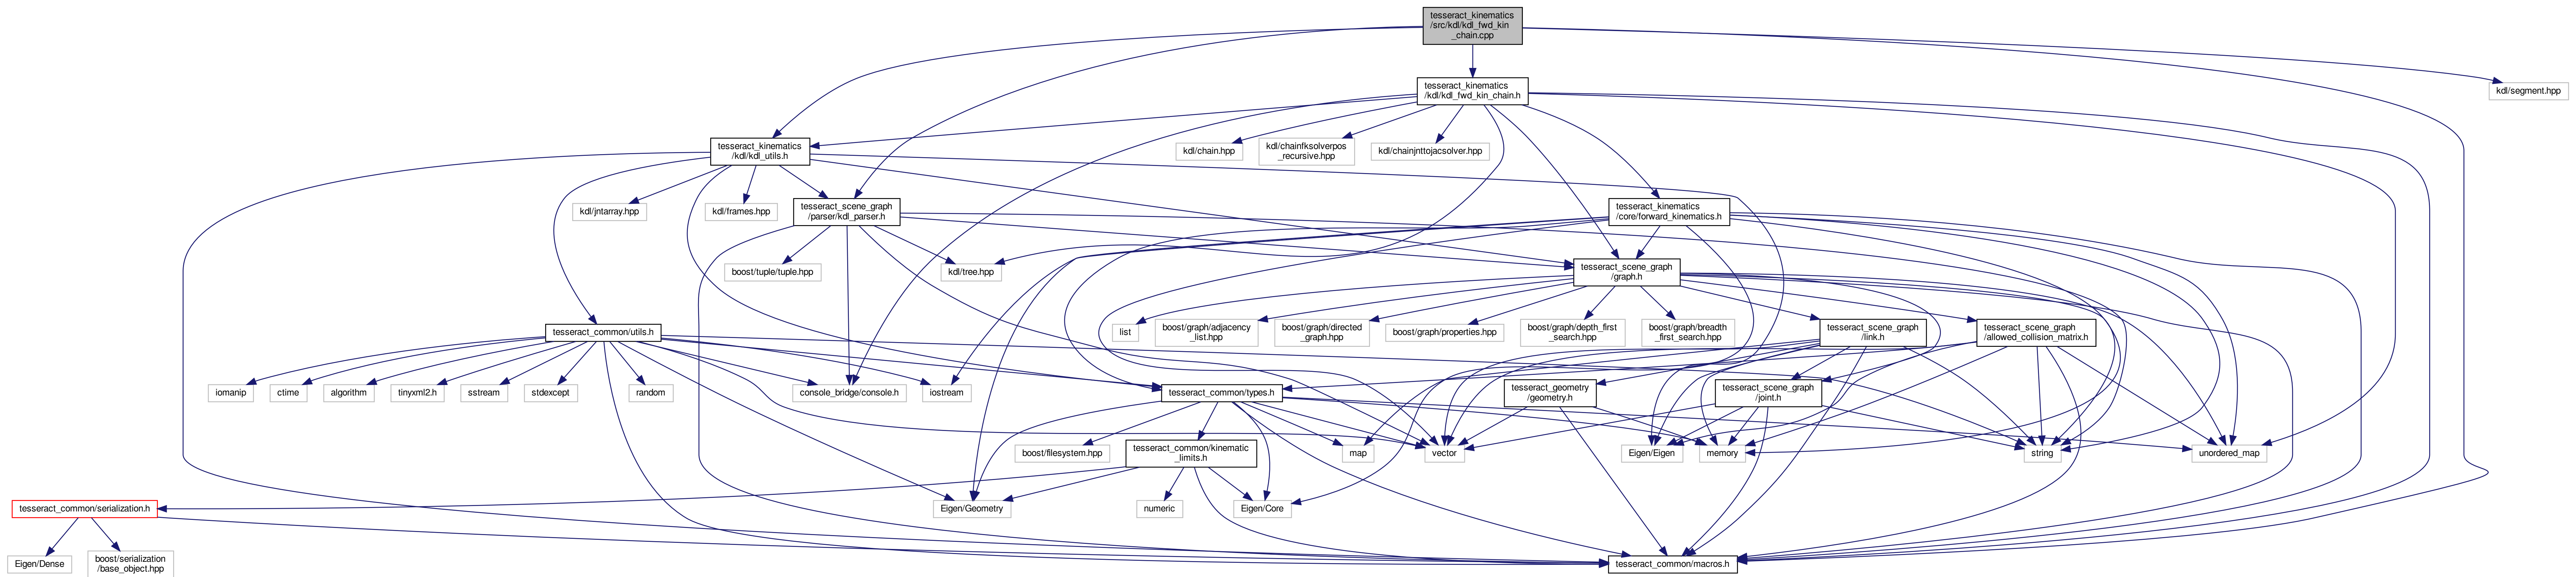 tesseract_kinematics
/src/kdl/kdl_fwd_kin
_chain.cpp
tesseract_kinematics
/kdl/kdl_fwd_kin_chain.h
kdl/segment.hpp
tesseract_kinematics
/kdl/kdl_utils.h
kdl/chain.hpp
kdl/chainfksolverpos
_recursive.hpp
kdl/chainjnttojacsolver.hpp
kdl/jntarray.hpp
kdl/frames.hpp
tesseract_scene_graph
/parser/kdl_parser.h
tesseract_kinematics
/core/forward_kinematics.h
boost/tuple/tuple.hpp
kdl/tree.hpp
tesseract_scene_graph
/graph.h
tesseract_common/utils.h
list
boost/graph/adjacency
_list.hpp
boost/graph/directed
_graph.hpp
boost/graph/properties.hpp
boost/graph/depth_first
_search.hpp
boost/graph/breadth
_first_search.hpp
tesseract_scene_graph
/link.h
tesseract_scene_graph
/allowed_collision_matrix.h
iomanip
ctime
algorithm
tinyxml2.h
sstream
stdexcept
random
console_bridge/console.h
iostream
tesseract_common/types.h
tesseract_geometry
/geometry.h
tesseract_scene_graph
/joint.h
boost/filesystem.hpp
tesseract_common/kinematic
_limits.h
map
vector
Eigen/Eigen
memory
string
unordered_map
tesseract_common/serialization.h
Eigen/Geometry
numeric
Eigen/Core
Eigen/Dense
boost/serialization
/base_object.hpp
tesseract_common/macros.h